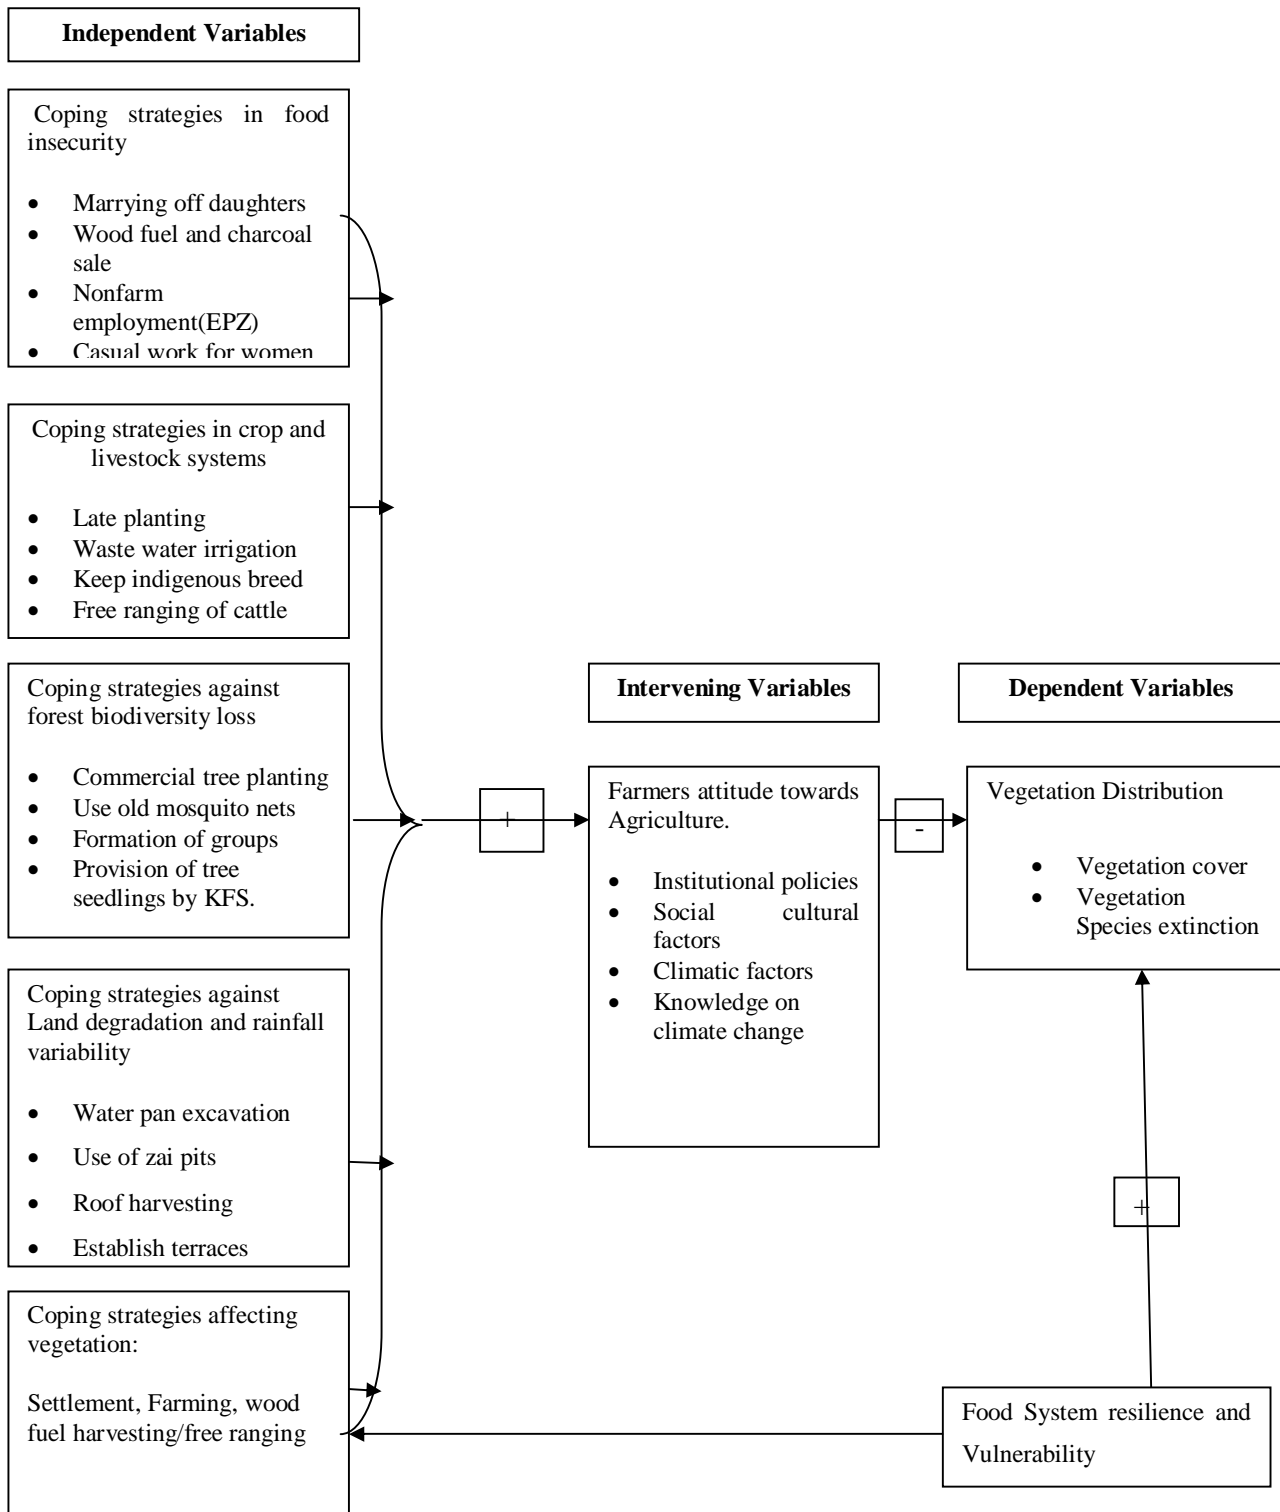 Independent Variables
Coping strategies in food
insecurity
• Marrying off daughters
• Wood fuel and charcoal
sale
• Nonfarm
employment(EPZ)
• Casual work for women
Coping strategies in crop and
livestock systems
• Late planting
• Waste water irrigation
• Keep indigenous breed
• Free ranging of cattle
Coping strategies against
forest biodiversity loss
• Commercial tree planting
• Use old mosquito nets
• Formation of groups
• Provision of tree
seedlings by KFS.
Coping strategies against
Land degradation and rainfall
variability
• Water pan excavation
• Use of zai pits
• Roof harvesting
• Establish terraces
Coping strategies affecting
vegetation:
Settlement, Farming, wood
fuel harvesting/free ranging
+
Intervening Variables
Farmers attitude towards
Agriculture.
• Institutional policies
• Social cultural
factors
• Climatic factors
• Knowledge on
climate change
-
Dependent Variables
Vegetation Distribution
• Vegetation cover
• Vegetation
Species extinction
+
Food System resilience and
Vulnerability